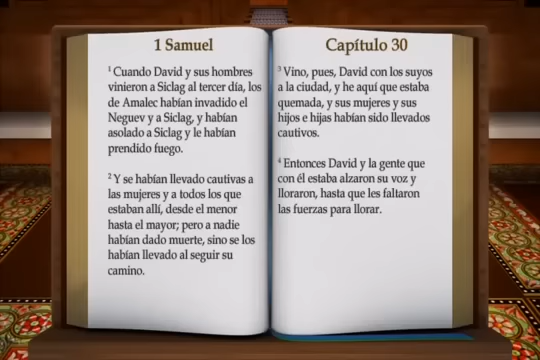 1 Samuel
¹ Cuando David y sus hombres
vinieron a Siclag al tercer día, los
de Amalec habían invadido el
Neguev y a Siclag, y habían
asolado a Siclag y le habían
prendido fuego.
² Y se habían llevado cautivas a
las mujeres y a todos los que
estaban allí, desde el menor
hasta el mayor; pero a nadie
habían dado muerte, sino se los
habían llevado al seguir su
camino.
Capítulo 30
³ Vino, pues, David con los suyos
a la ciudad, y he aquí que estaba
quemada, y sus mujeres y sus
hijos e hijas habían sido llevados
cautivos.
⁴ Entonces David y la gente que
con él estaba alzaron su voz y
lloraron, hasta que les faltaron
las fuerzas para llorar.